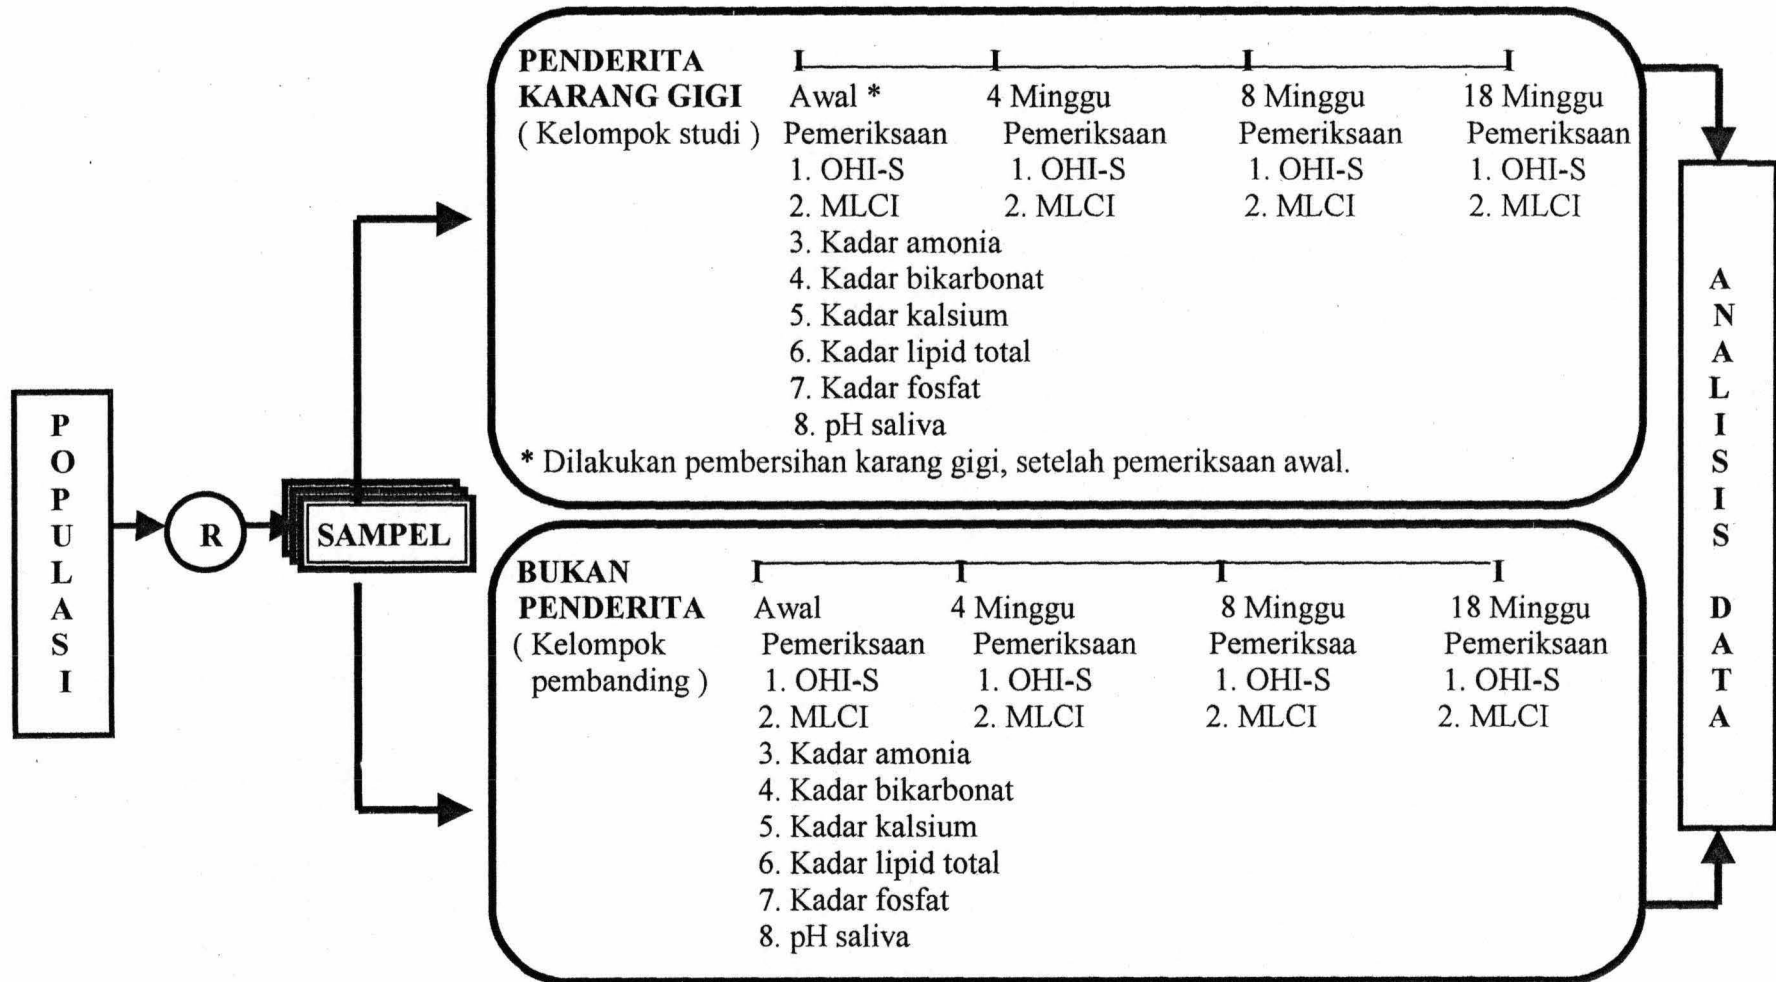 POPULASI
R
SAMPEL
PENDERITA I I I I
KARANG GIGI Awal * 4 Minggu 8 Minggu 18 Minggu
( Kelompok studi ) Pemeriksaan Pemeriksaan Pemeriksaan Pemeriksaan
1. OHI-S 1. OHI-S 1. OHI-S 1. OHI-S
2. MLCI 2. MLCI 2. MLCI 2. MLCI
3. Kadar amonia
4. Kadar bikarbonat
5. Kadar kalsium
6. Kadar lipid total
7. Kadar fosfat
8. pH saliva
* Dilakukan pembersihan karang gigi, setelah pemeriksaan awal.
BUKAN I I I I
PENDERITA Awal 4 Minggu 8 Minggu 18 Minggu
( Kelompok Pemeriksaan Pemeriksaan Pemeriksaa Pemeriksaan
pembanding ) 1. OHI-S 1. OHI-S 1. OHI-S 1. OHI-S
2. MLCI 2. MLCI 2. MLCI 2. MLCI
3. Kadar amonia
4. Kadar bikarbonat
5. Kadar kalsium
6. Kadar lipid total
7. Kadar fosfat
8. pH saliva
ANALISIS DATA